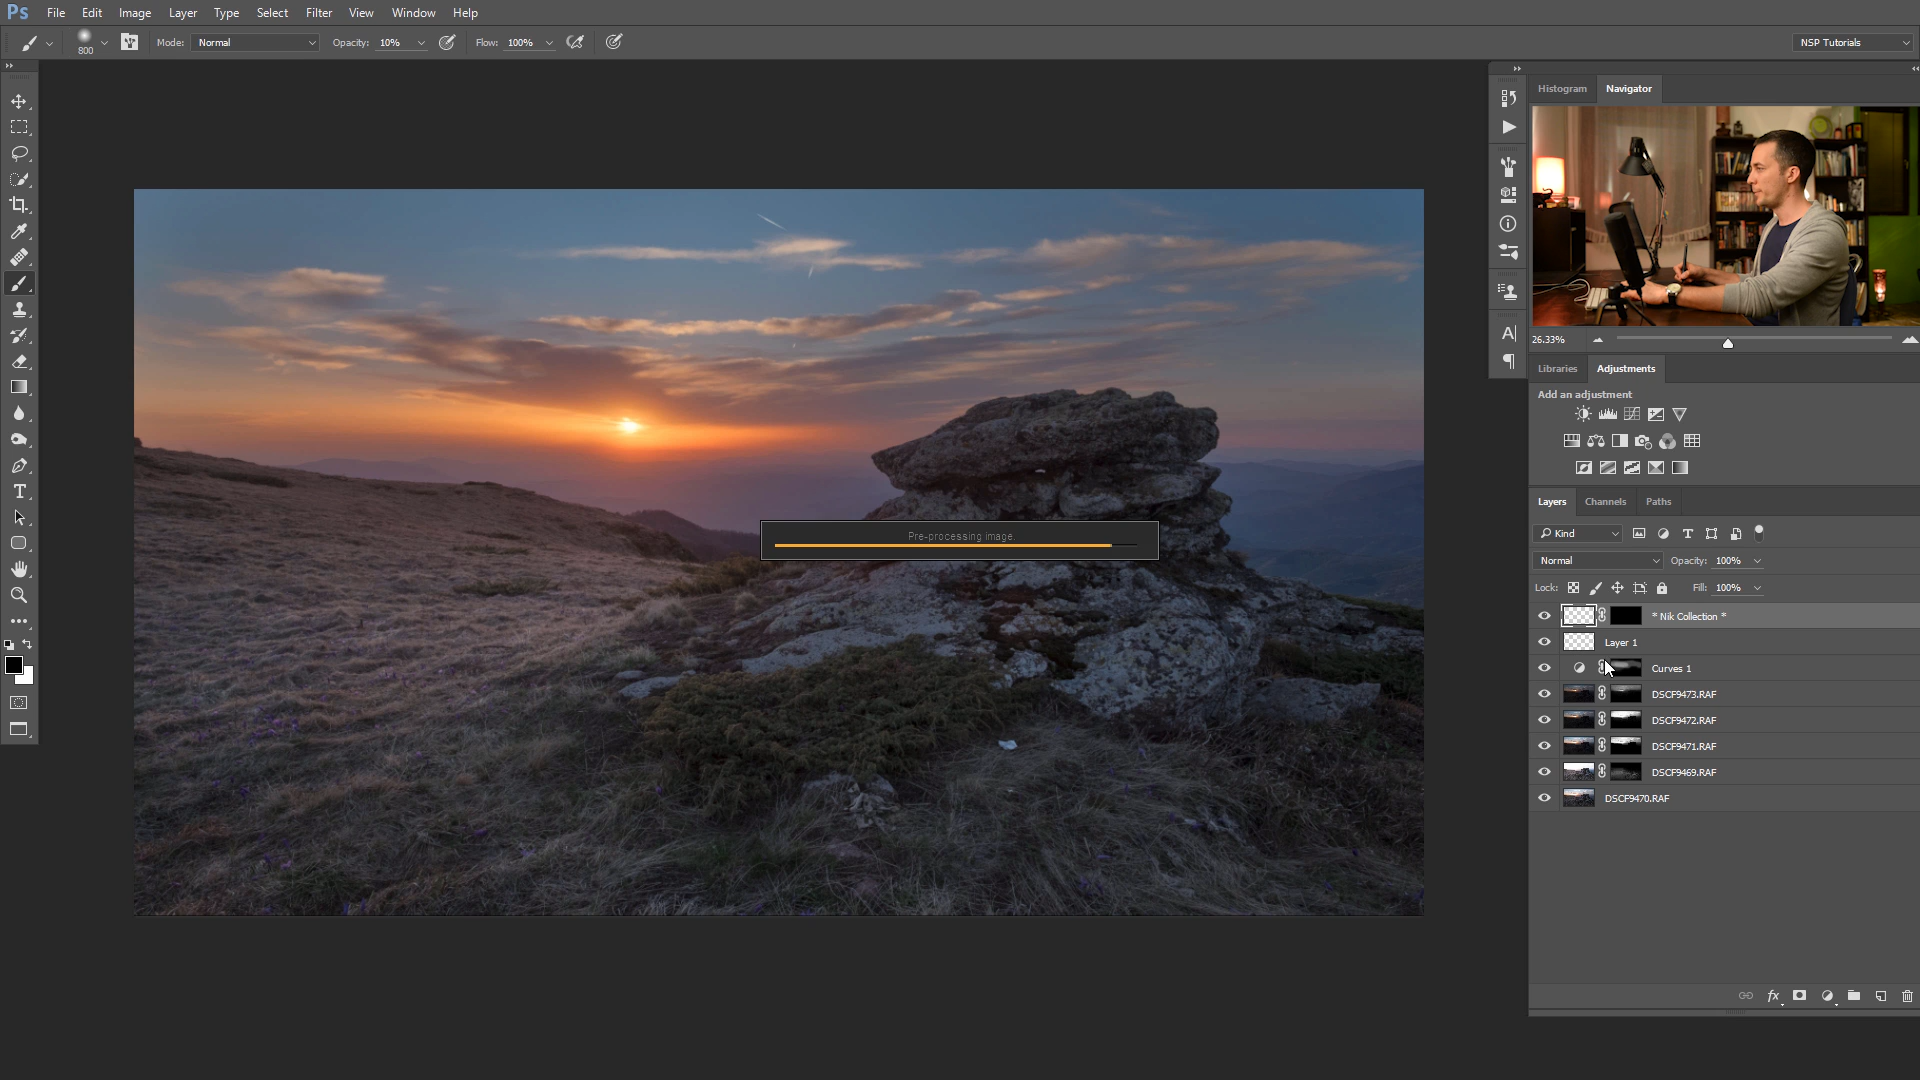 Ps File Edit Image Layer Type Select Filter View Window Help
800 Mode: Normal Opacity: 10% Flow: 100% NSP Tutorials
Histogram Navigator
26.33%
Libraries Adjustments
Add an adjustment
Layers Channels Paths
Kind
Normal Opacity: 100%
Lock: Fill: 100%
* Nik Collection *
Layer 1
Curves 1
DSCF9473.RAF
DSCF9472.RAF
DSCF9471.RAF
DSCF9469.RAF
DSCF9470.RAF
Pre-processing image.